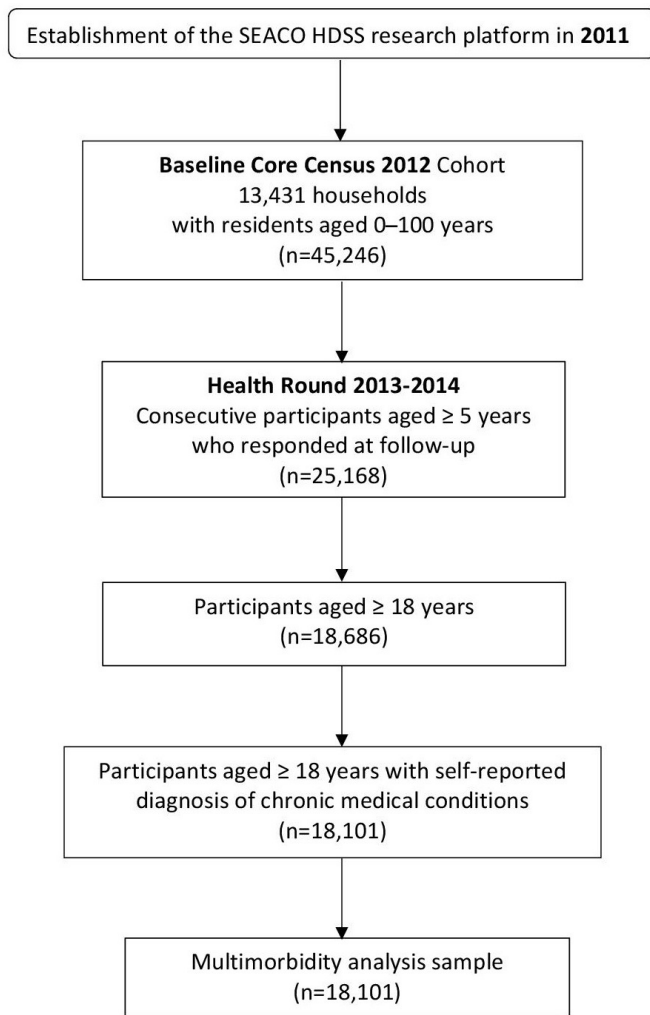 Establishment of the SEACO HDSS research platform in 2011
Baseline Core Census 2012 Cohort
13,431 households
with residents aged 0–100 years
(n=45,246)
Health Round 2013-2014
Consecutive participants aged ≥ 5 years
who responded at follow-up
(n=25,168)
Participants aged ≥ 18 years
(n=18,686)
Participants aged ≥ 18 years with self-reported
diagnosis of chronic medical conditions
(n=18,101)
Multimorbidity analysis sample
(n=18,101)